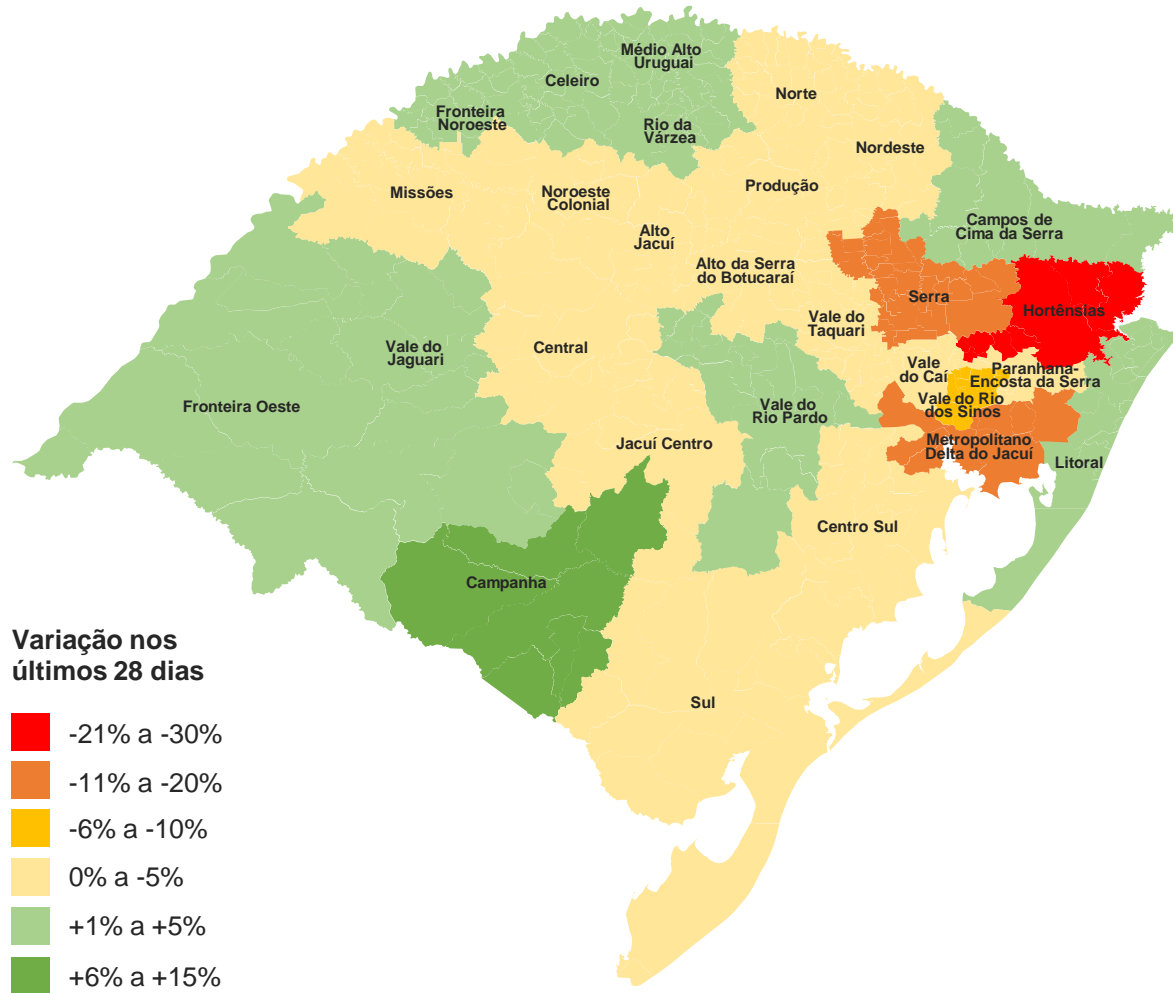 Médio Alto
Uruguai
Celeiro
Norte
Fronteira
Noroeste
Rio da
Várzea
Nordeste
Missões
Noroeste
Colonial
Produção
Alto
Jacuí
Campos de
Cima da Serra
Alto da Serra
do Botucaraí
Serra
Hortênsias
Vale do
Taquari
Vale do
Jaguari
Central
Vale
do Caí
Paranhana-
Encosta da Serra
Fronteira Oeste
Vale do
Rio Pardo
Vale do Rio
dos Sinos
Jacuí Centro
Metropolitano
Delta do Jacuí
Litoral
Centro Sul
Campanha
Sul
Variação nos
últimos 28 dias
-21% a -30%
-11% a -20%
-6% a -10%
0% a -5%
+1% a +5%
+6% a +15%